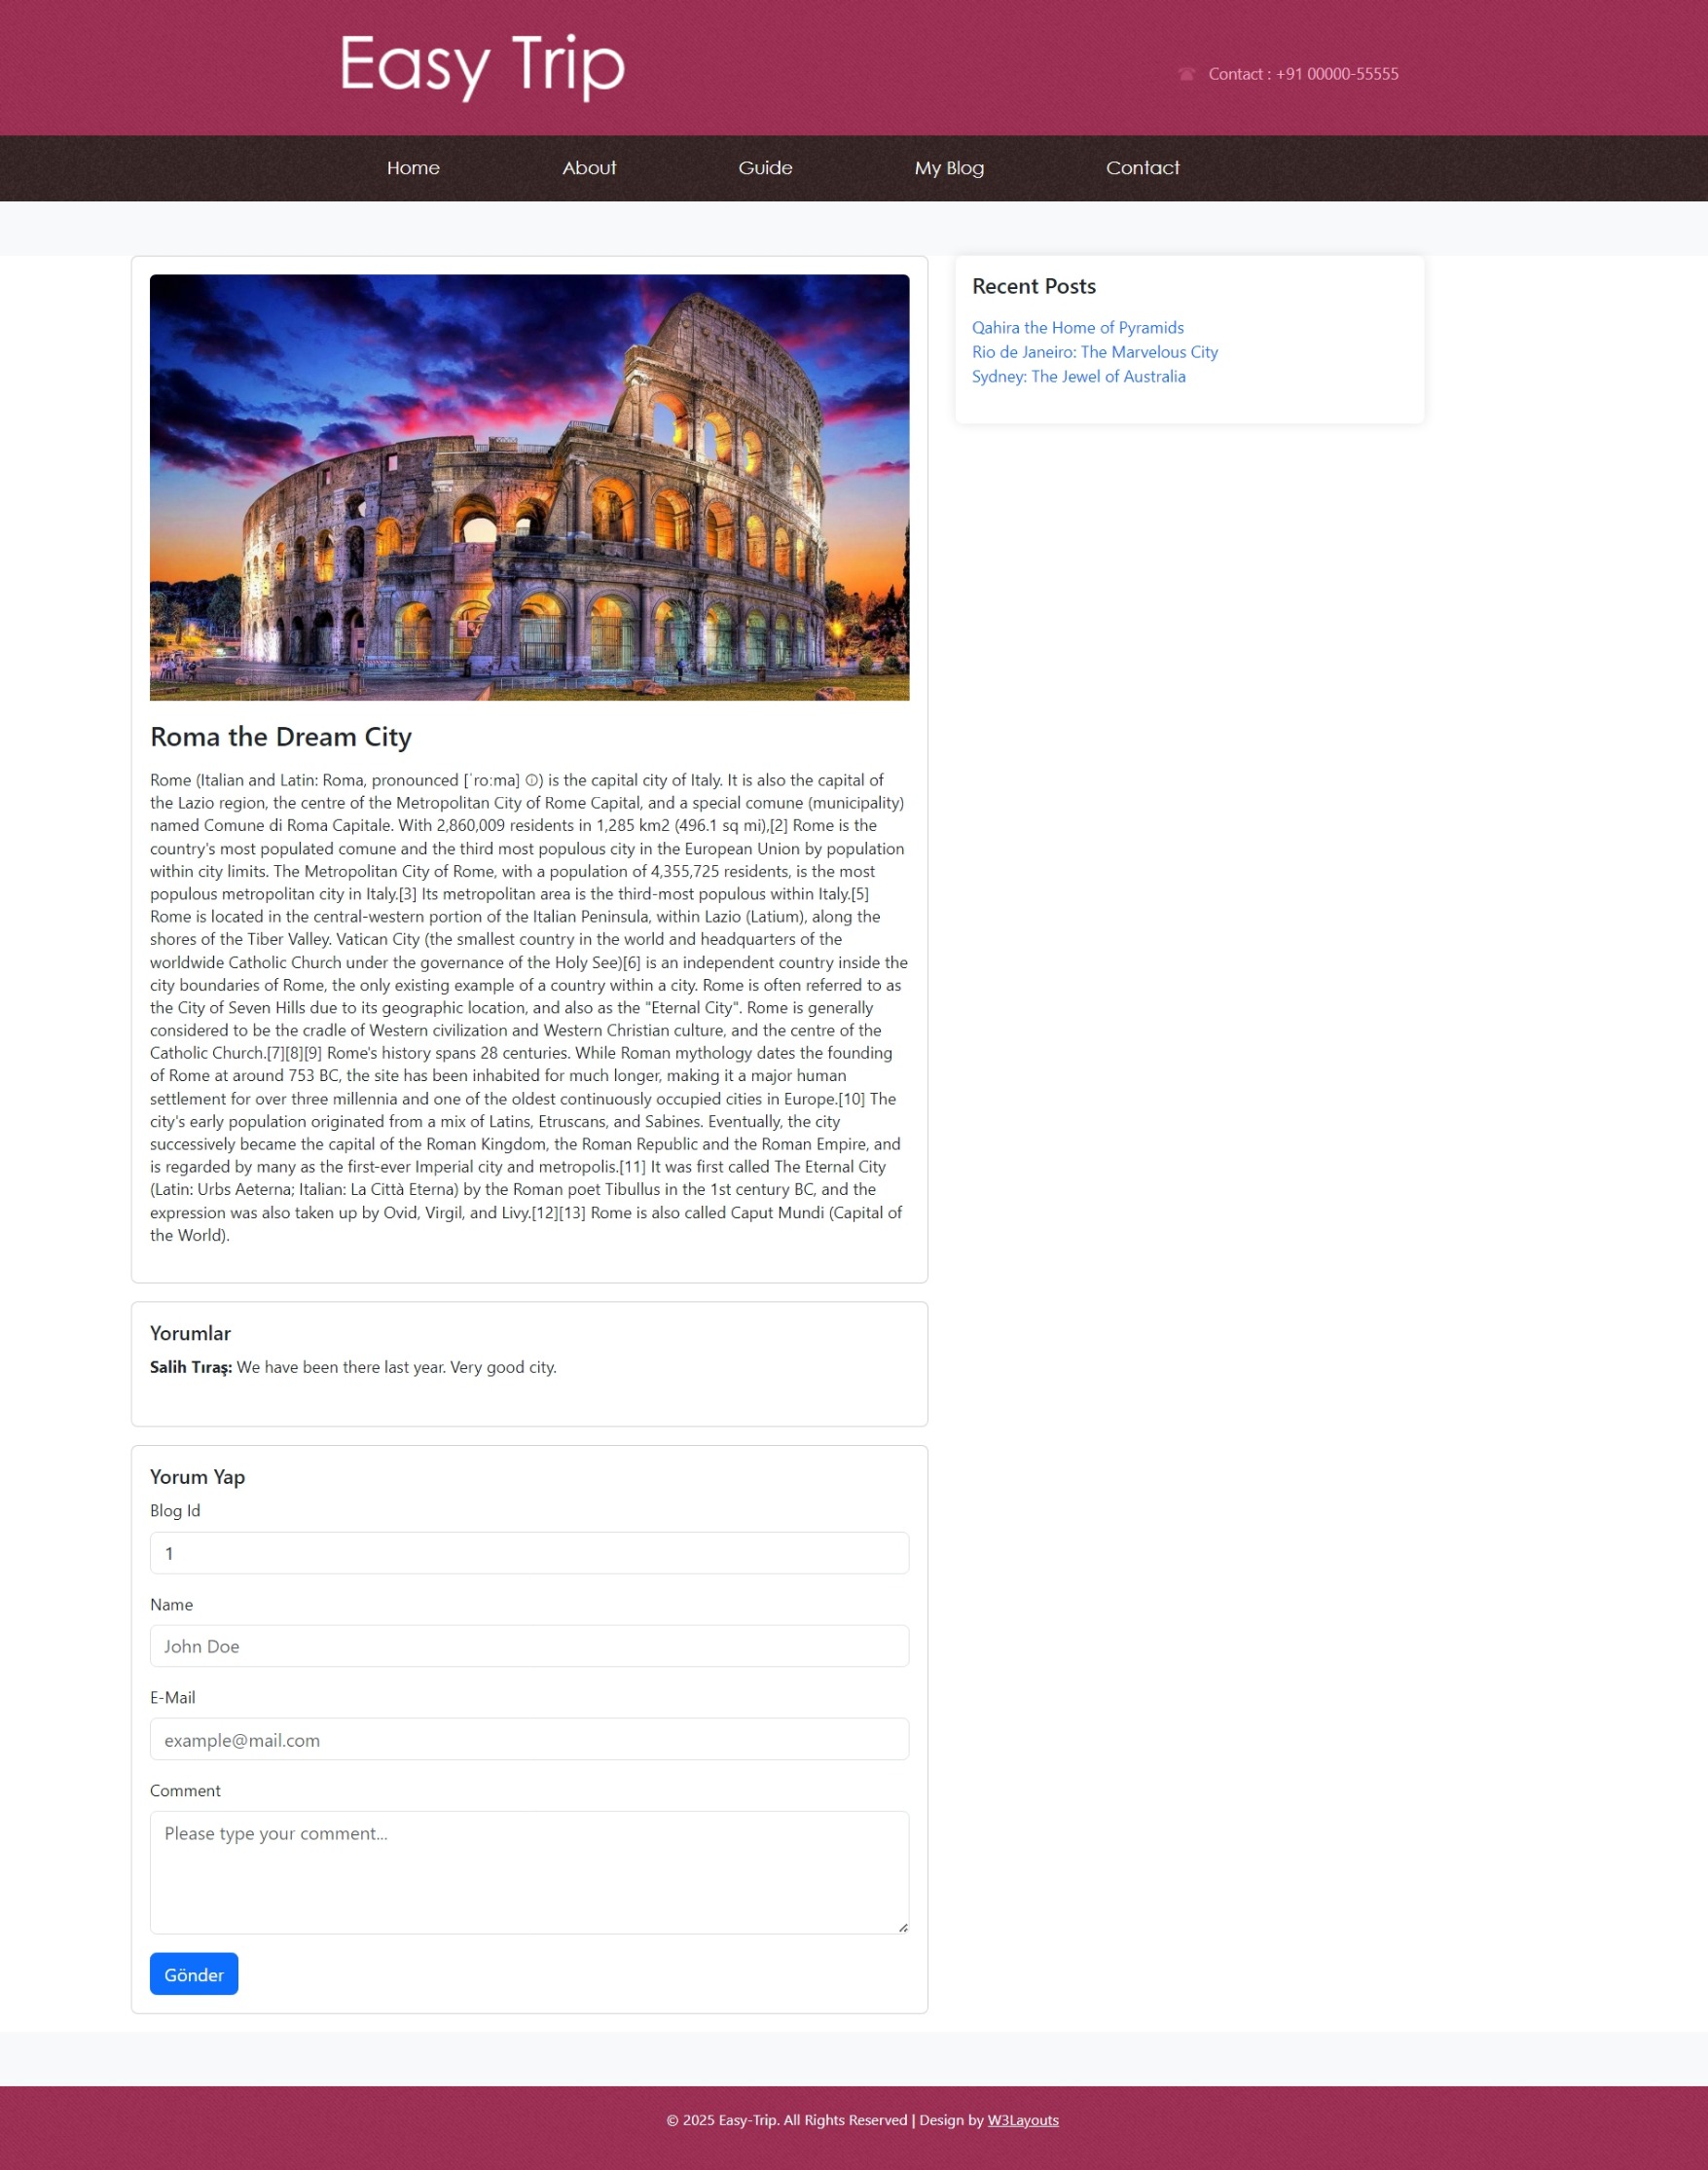 Easy Trip
Contact : +91 00000-55555
Home About Guide My Blog Contact
Roma the Dream City
Rome (Italian and Latin: Roma, pronounced [ˈroːma] ⓘ) is the capital city of Italy. It is also the capital of
the Lazio region, the centre of the Metropolitan City of Rome Capital, and a special comune (municipality)
named Comune di Roma Capitale. With 2,860,009 residents in 1,285 km2 (496.1 sq mi),[2] Rome is the
country's most populated comune and the third most populous city in the European Union by population
within city limits. The Metropolitan City of Rome, with a population of 4,355,725 residents, is the most
populous metropolitan city in Italy.[3] Its metropolitan area is the third-most populous within Italy.[5]
Rome is located in the central-western portion of the Italian Peninsula, within Lazio (Latium), along the
shores of the Tiber Valley. Vatican City (the smallest country in the world and headquarters of the
worldwide Catholic Church under the governance of the Holy See)[6] is an independent country inside the
city boundaries of Rome, the only existing example of a country within a city. Rome is often referred to as
the City of Seven Hills due to its geographic location, and also as the "Eternal City". Rome is generally
considered to be the cradle of Western civilization and Western Christian culture, and the centre of the
Catholic Church.[7][8][9] Rome's history spans 28 centuries. While Roman mythology dates the founding
of Rome at around 753 BC, the site has been inhabited for much longer, making it a major human
settlement for over three millennia and one of the oldest continuously occupied cities in Europe.[10] The
city's early population originated from a mix of Latins, Etruscans, and Sabines. Eventually, the city
successively became the capital of the Roman Kingdom, the Roman Republic and the Roman Empire, and
is regarded by many as the first-ever Imperial city and metropolis.[11] It was first called The Eternal City
(Latin: Urbs Aeterna; Italian: La Città Eterna) by the Roman poet Tibullus in the 1st century BC, and the
expression was also taken up by Ovid, Virgil, and Livy.[12][13] Rome is also called Caput Mundi (Capital of
the World).
Yorumlar
Salih Tıraş: We have been there last year. Very good city.
Yorum Yap
Blog Id
1
Name
John Doe
E-Mail
example@mail.com
Comment
Please type your comment...
Gönder
Recent Posts
Qahira the Home of Pyramids
Rio de Janeiro: The Marvelous City
Sydney: The Jewel of Australia
© 2025 Easy-Trip. All Rights Reserved | Design by W3Layouts